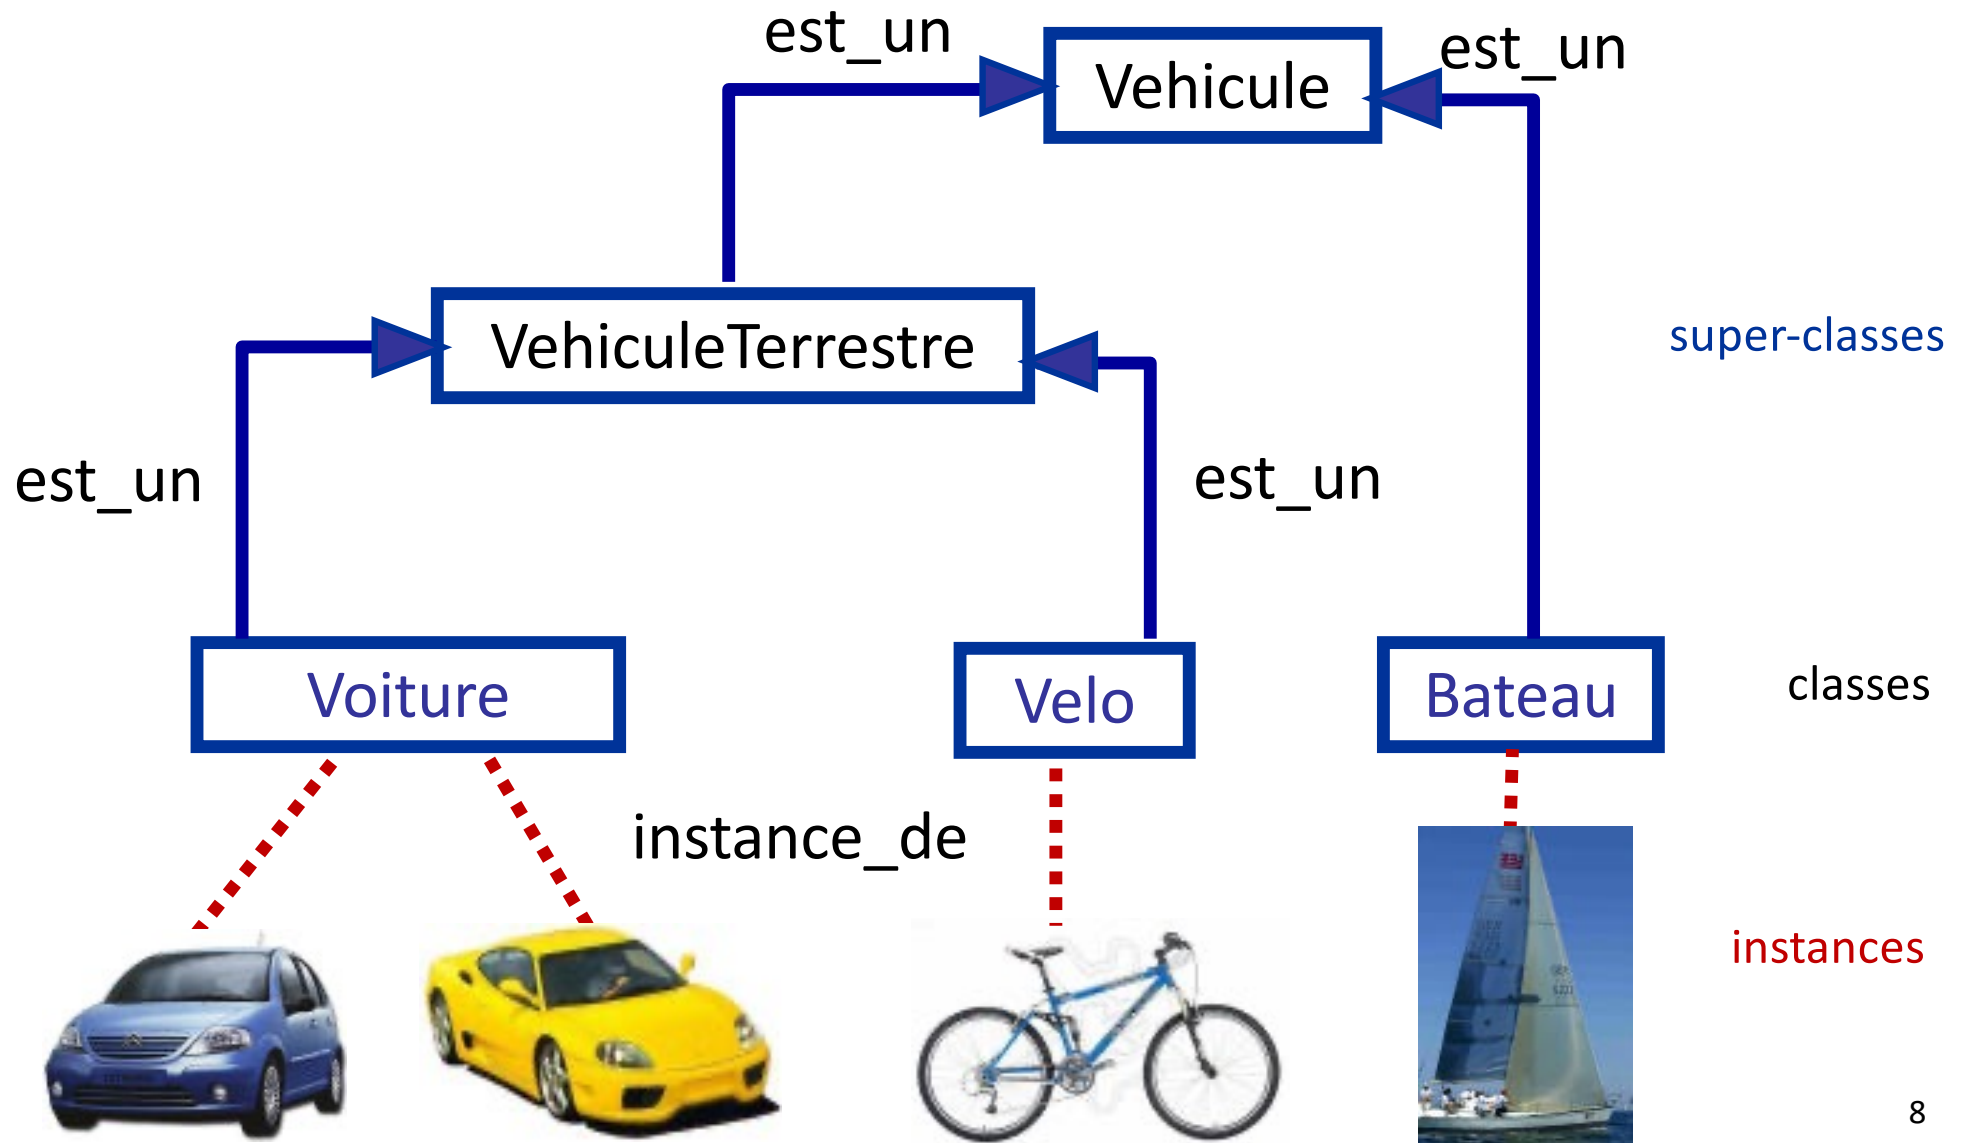 est_un
Vehicule
est_un
VehiculeTerrestre
super-classes
est_un
est_un
Voiture
Velo
Bateau
classes
instance_de
instances
8